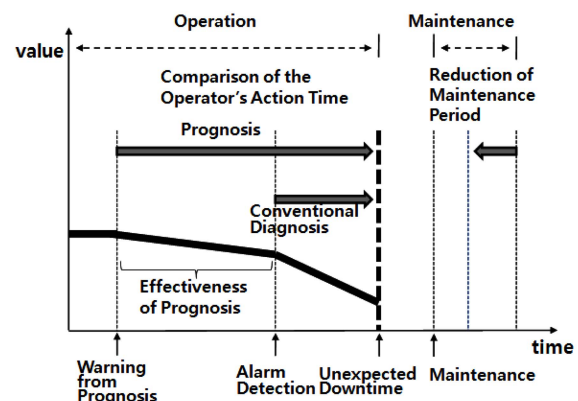 Operation
Maintenance
value
Comparison of the
Operator's Action Time
Reduction of
Maintenance
Period
Prognosis
Conventional
Diagnosis
Effectiveness
of Prognosis
time
Warning
from
Prognosis
Alarm
Detection
Unexpected
Downtime
Maintenance